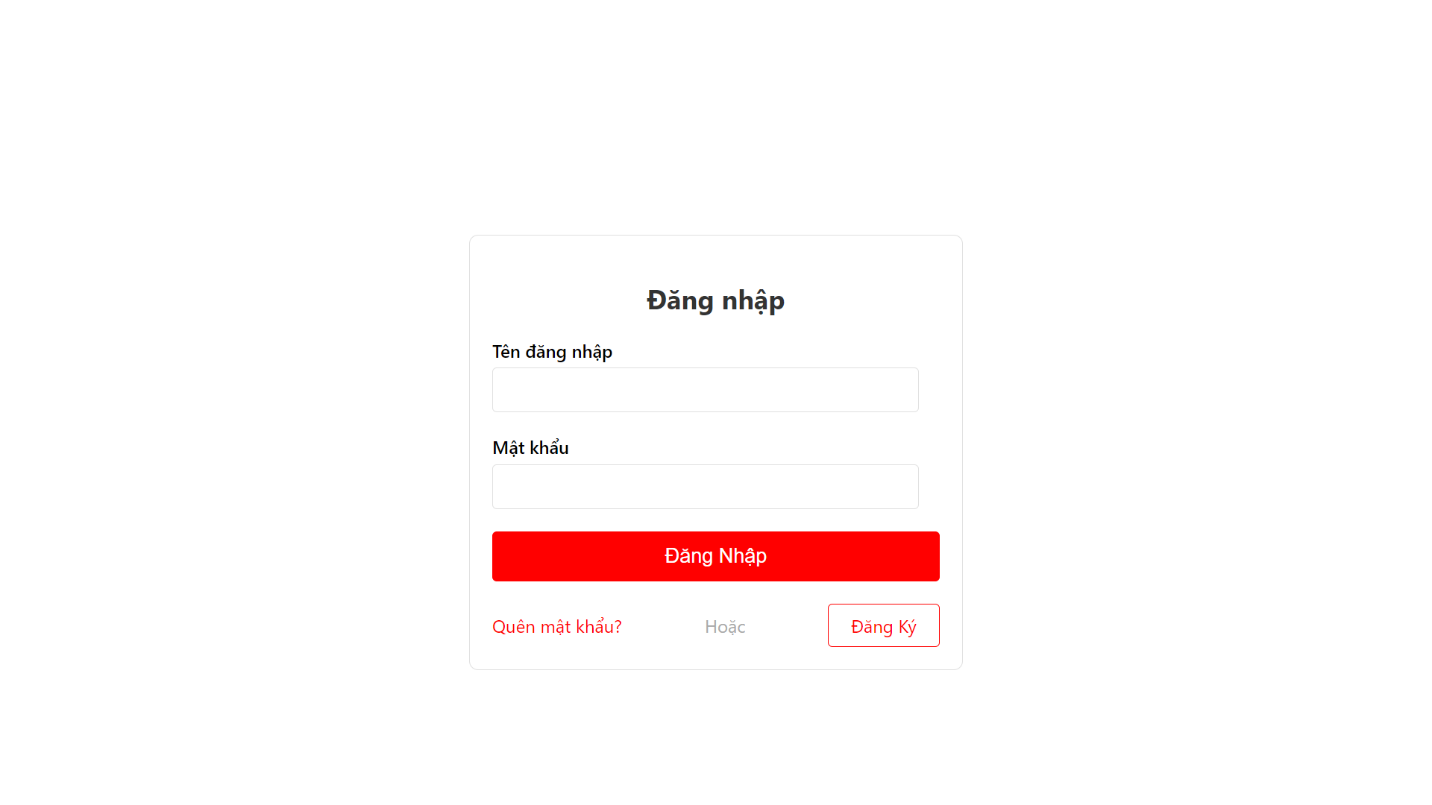 Đăng nhập
Tên đăng nhập
Mật khẩu
Đăng Nhập
Quên mật khẩu? Hoặc Đăng Ký